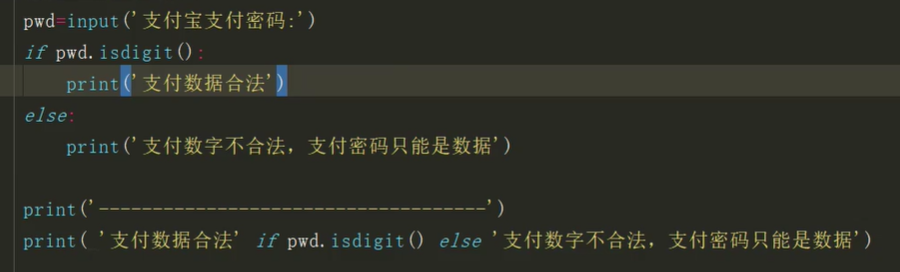 pwd=input('支付宝支付密码:')
if pwd.isdigit():
    print('支付数据合法')
else:
    print('支付数字不合法，支付密码只能是数据')
print('------------------------------------')
print( '支付数据合法' if pwd.isdigit() else '支付数字不合法，支付密码只能是数据')